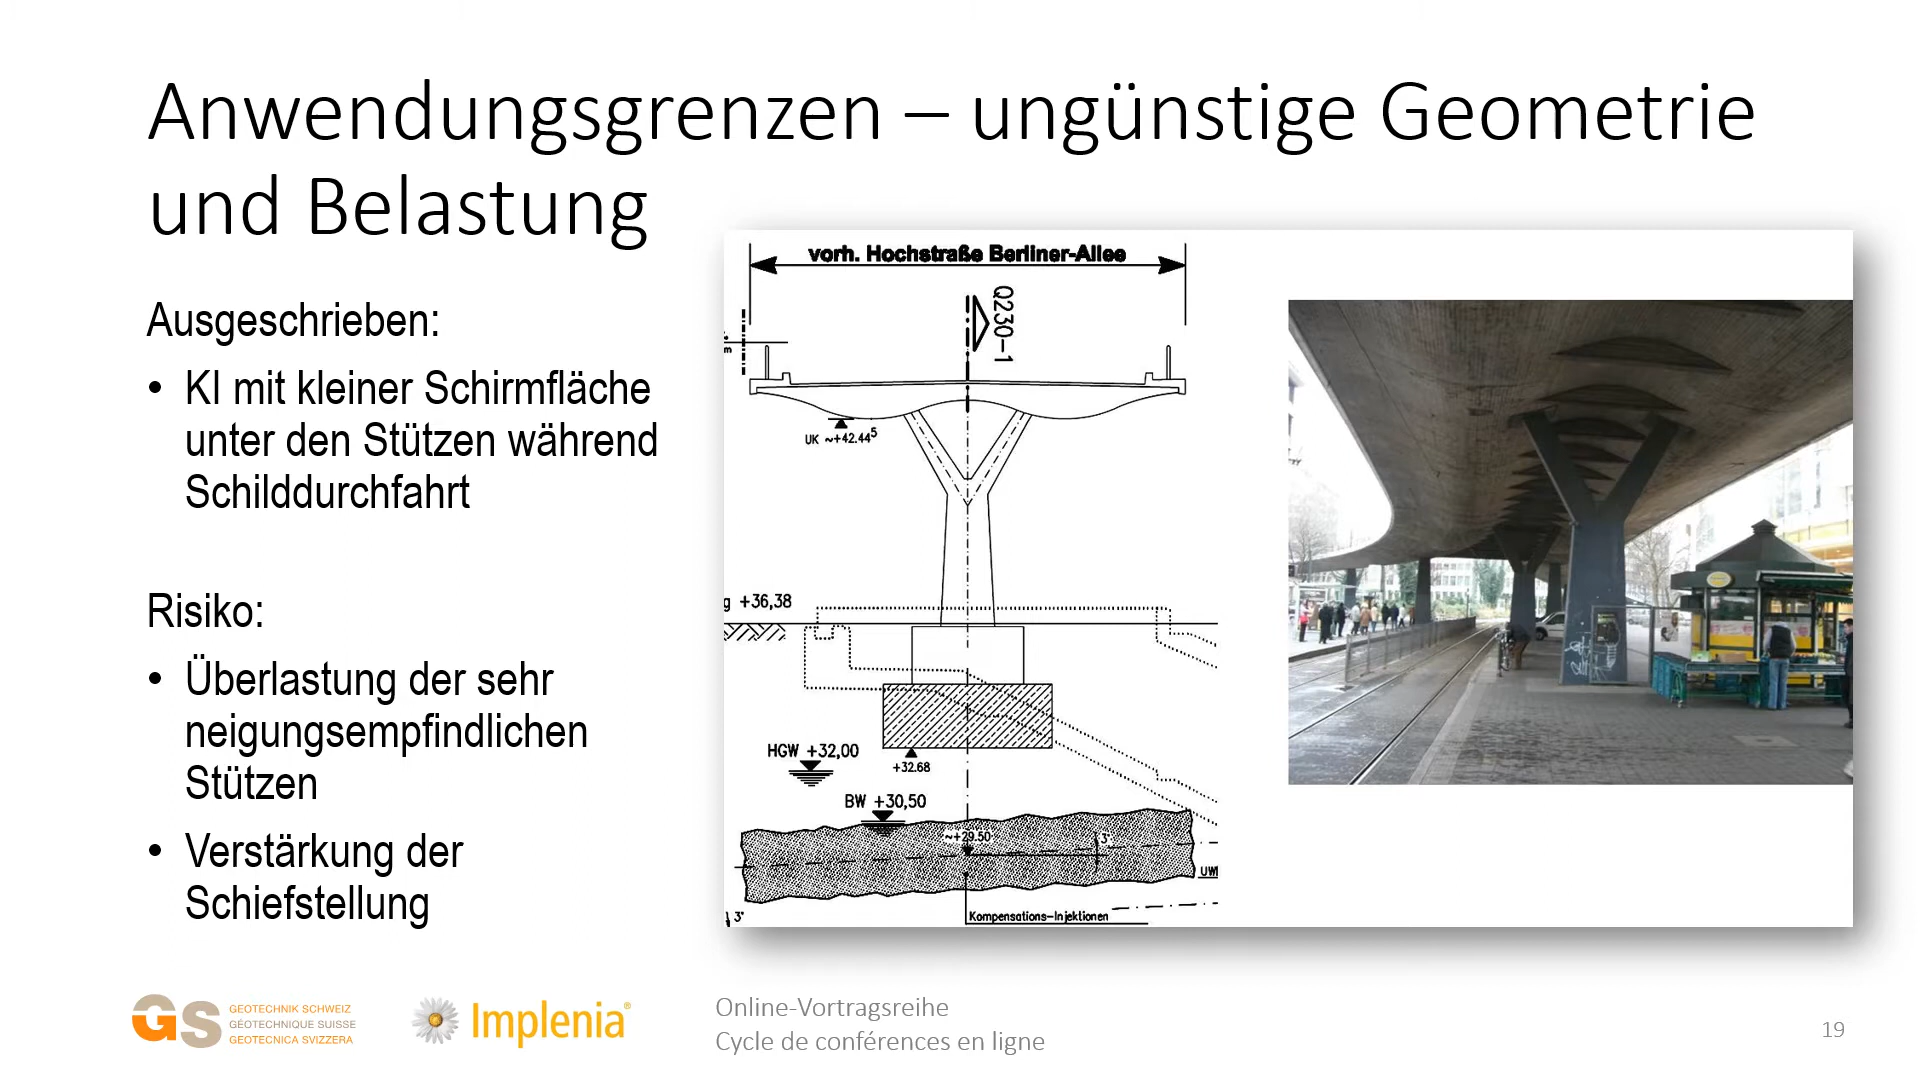 Anwendungsgrenzen – ungünstige Geometrie
und Belastung
Ausgeschrieben:
• KI mit kleiner Schirmfläche
unter den Stützen während
Schilddurchfahrt
Risiko:
• Überlastung der sehr
neigungsempfindlichen
Stützen
• Verstärkung der
Schiefstellung
vorh. Hochstraße Berliner-Allee
Q230-1
m
UK ~+42.44⁵
g +36,38
HGW +32,00
+32.68
BW +30,50
~+29.50
3°
UW
Kompensations-Injektionen
3°
GS
GEOTECHNIK SCHWEIZ
GÉOTECHNIQUE SUISSE
GEOTECNICA SVIZZERA
Implenia®
Online-Vortragsreihe
Cycle de conférences en ligne
19